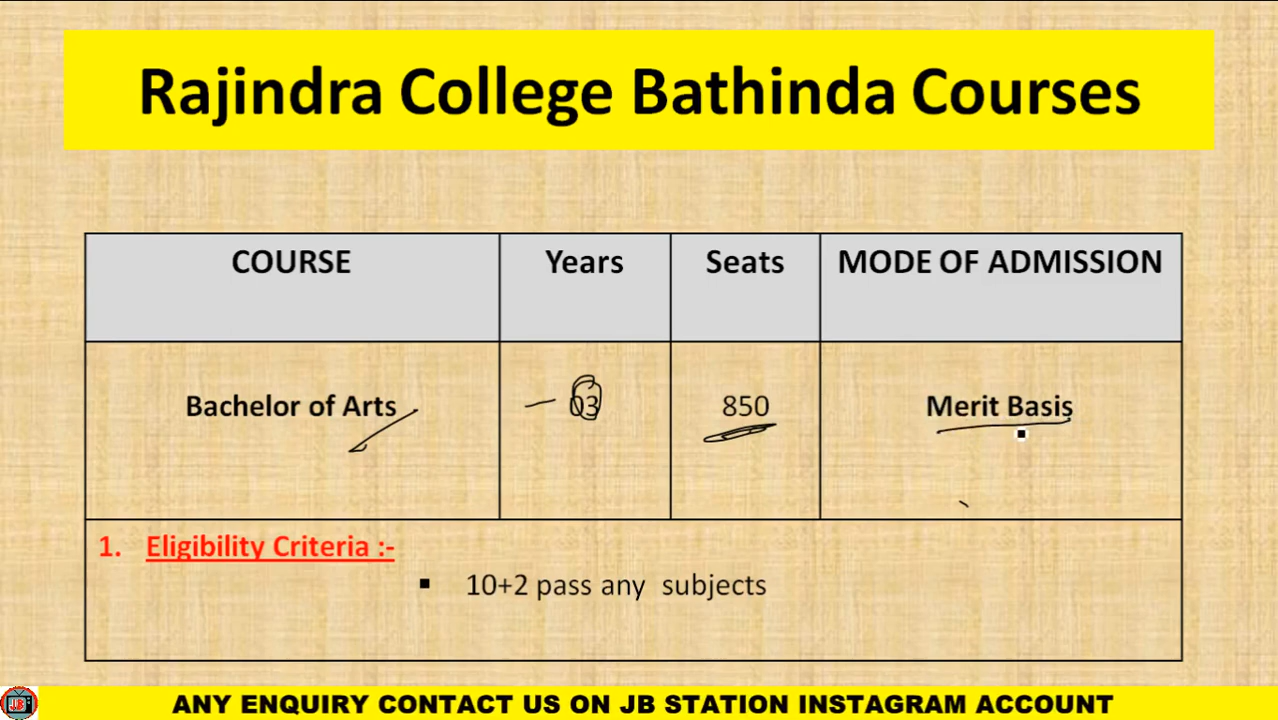 Rajindra College Bathinda Courses
COURSE Years Seats MODE OF ADMISSION
Bachelor of Arts 03 850 Merit Basis
1. Eligibility Criteria :-
▪ 10+2 pass any subjects
JB
ANY ENQUIRY CONTACT US ON JB STATION INSTAGRAM ACCOUNT